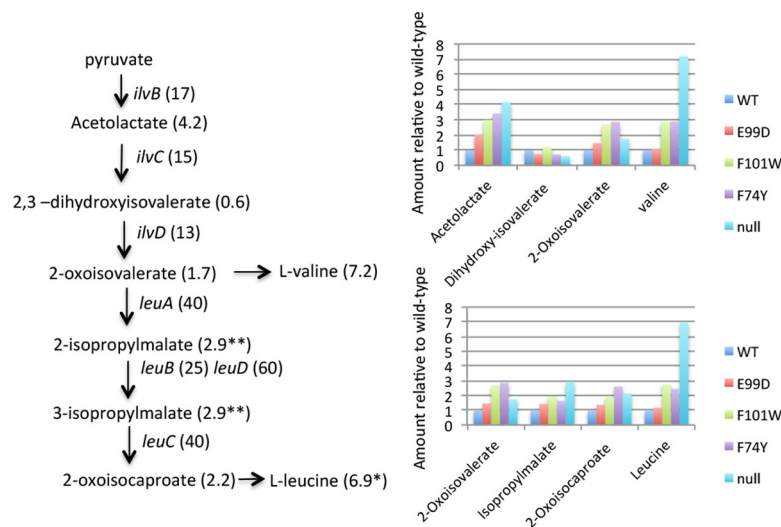 pyruvate
ilvB (17)
Acetolactate (4.2)
ilvC (15)
2,3 –dihydroxyisovalerate (0.6)
ilvD (13)
2-oxoisovalerate (1.7)
L-valine (7.2)
leuA (40)
2-isopropylmalate (2.9**)
leuB (25) leuD (60)
3-isopropylmalate (2.9**)
leuC (40)
2-oxoisocaproate (2.2)
L-leucine (6.9*)
Amount relative to wild-type
8
7
6
5
4
3
2
1
0
Acetolactate
Dihydroxy-isovalerate
2-Oxoisovalerate
valine
WT
E99D
F101W
F74Y
null
Amount relative to wild-type
8
7
6
5
4
3
2
1
0
2-Oxoisovalerate
Isopropylmalate
2-Oxoisocaproate
Leucine
WT
E99D
F101W
F74Y
null